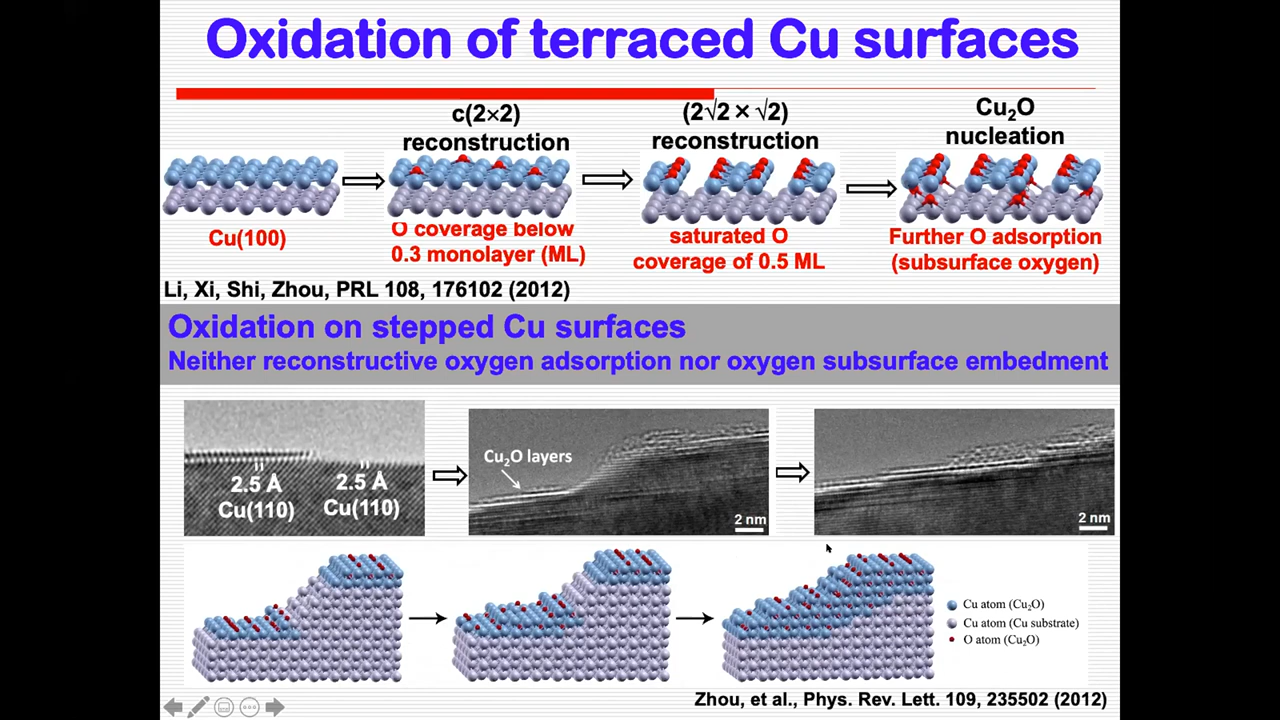 Oxidation of terraced Cu surfaces
c(2×2)
reconstruction
(2√2 × √2)
reconstruction
Cu₂O
nucleation
Cu(100)
O coverage below
0.3 monolayer (ML)
saturated O
coverage of 0.5 ML
Further O adsorption
(subsurface oxygen)
Li, Xi, Shi, Zhou, PRL 108, 176102 (2012)
Oxidation on stepped Cu surfaces
Neither reconstructive oxygen adsorption nor oxygen subsurface embedment
2.5 Å
Cu(110)
2.5 Å
Cu(110)
Cu₂O layers
2 nm
2 nm
Cu atom (Cu₂O)
Cu atom (Cu substrate)
O atom (Cu₂O)
Zhou, et al., Phys. Rev. Lett. 109, 235502 (2012)